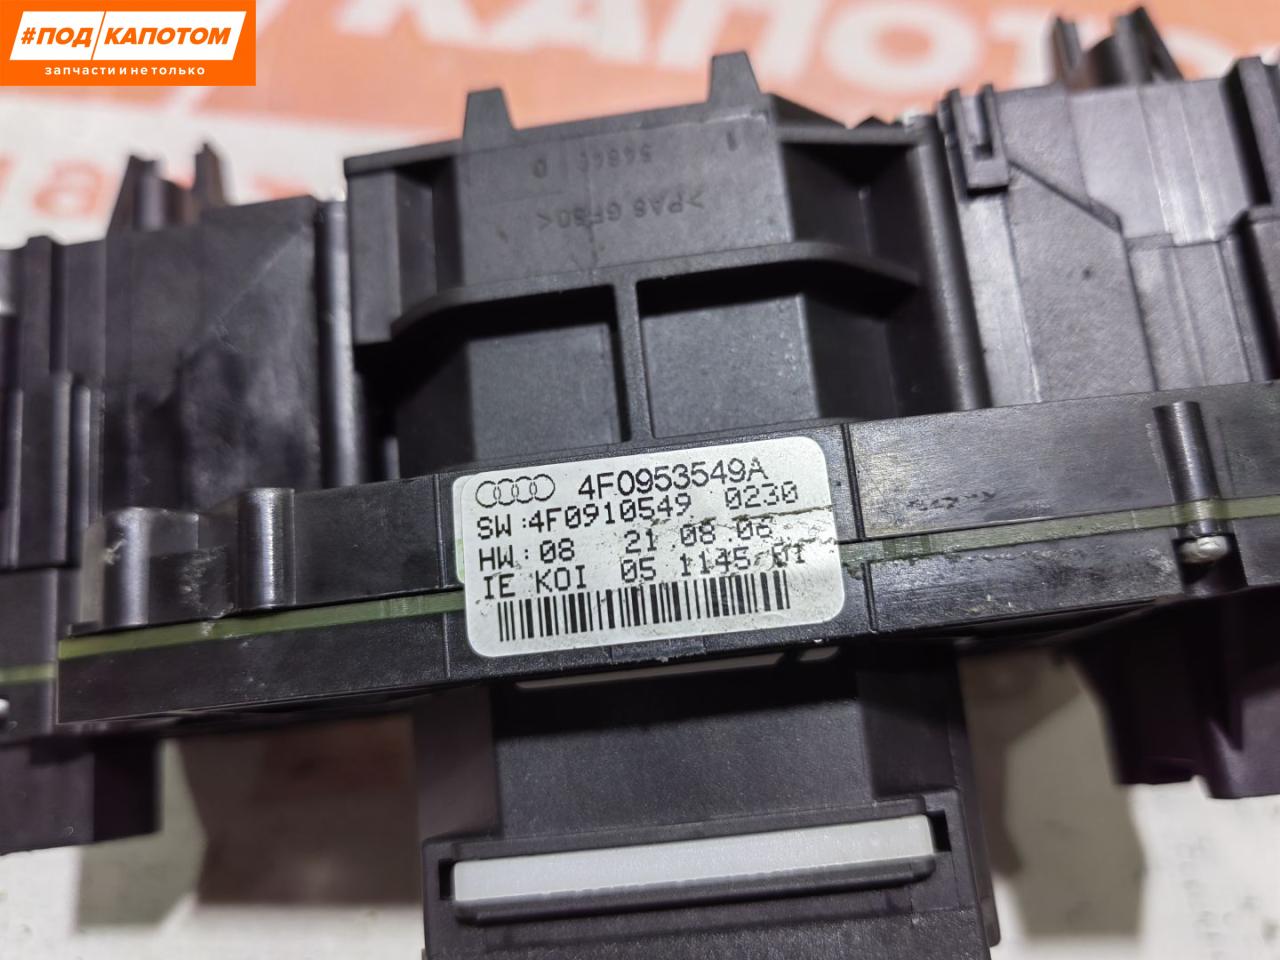 #ПОД/КАПОТОМ
запчасти и не только
>PA6 GF30<
4F0953549A
SW:4F0910549 0230
HW:08 21 08 06
IE KOI 05 1145 01